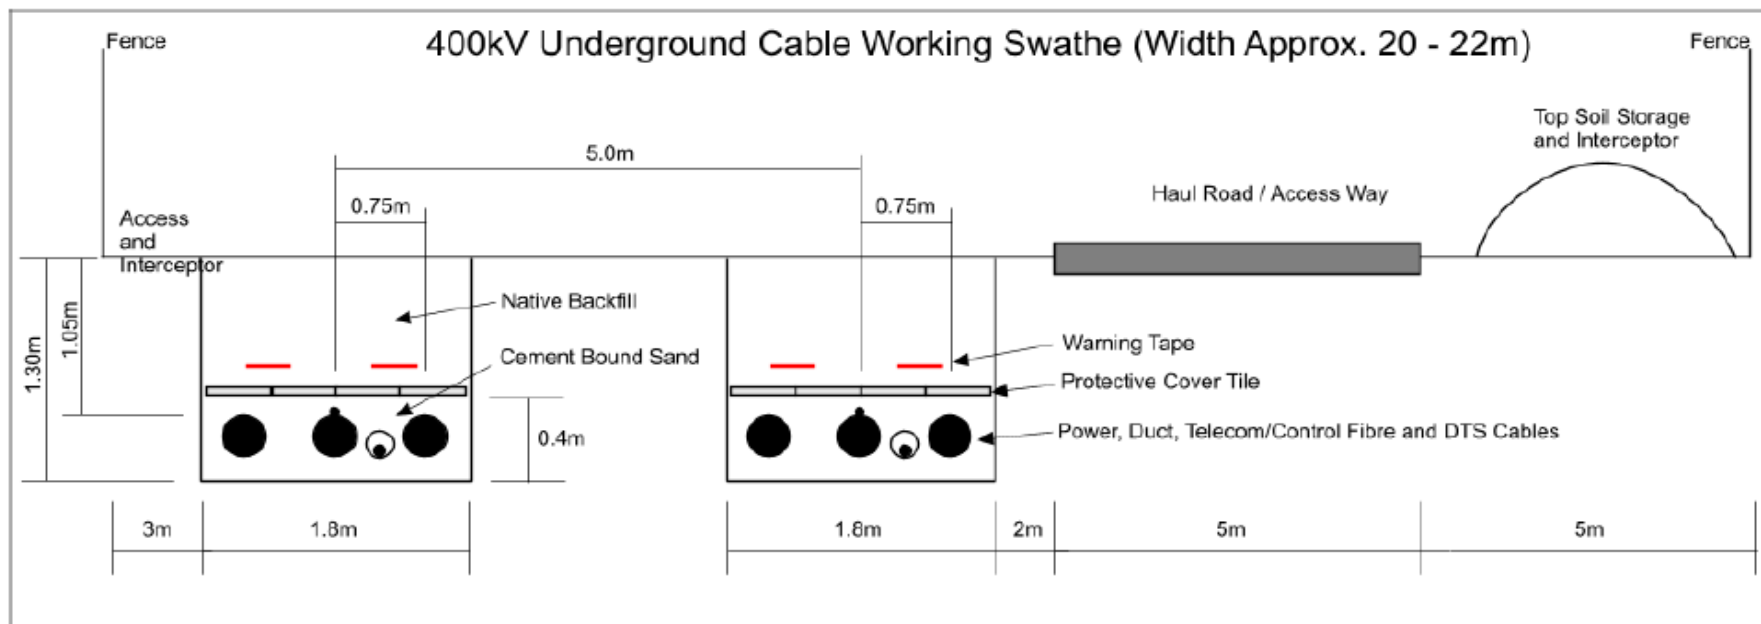 Fence
400kV Underground Cable Working Swathe (Width Approx. 20 - 22m)
Fence
Top Soil Storage
and Interceptor
5.0m
Haul Road / Access Way
0.75m
0.75m
Access
and
Interceptor
Native Backfill
1.05m
1.30m
Warning Tape
Cement Bound Sand
Protective Cover Tile
0.4m
Power, Duct, Telecom/Control Fibre and DTS Cables
3m
1.8m
1.8m
2m
5m
5m